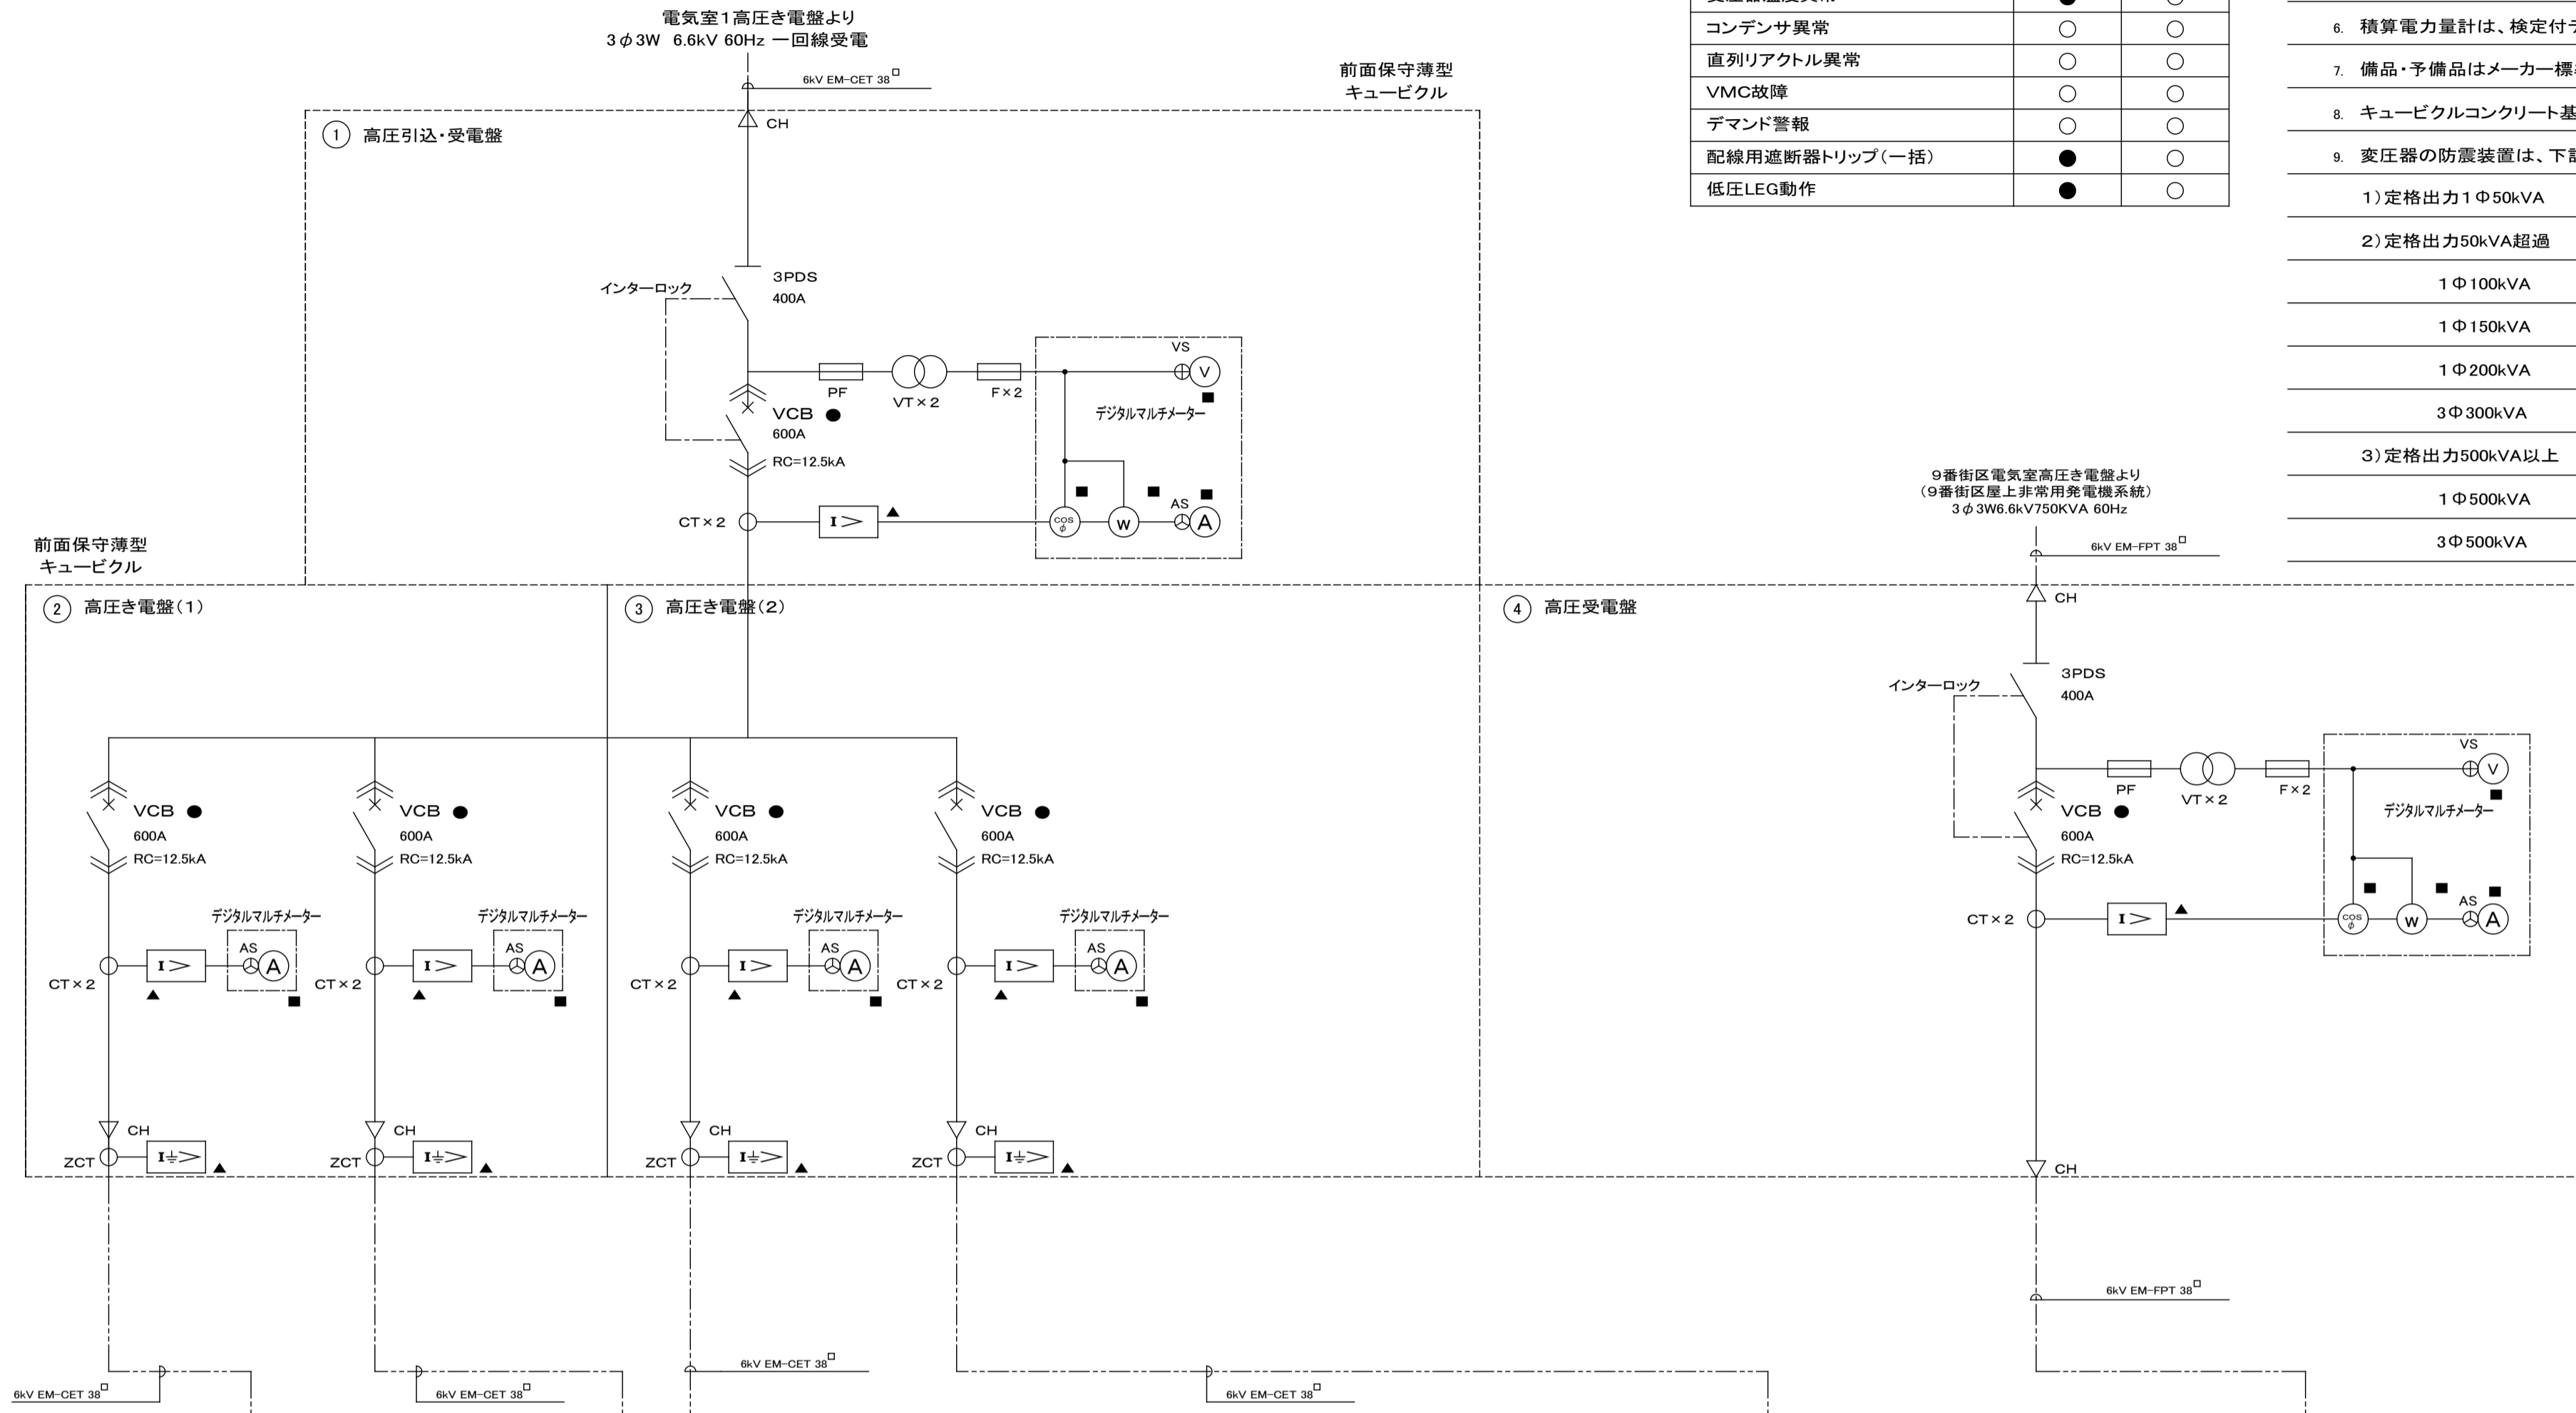 電気室1高圧き電盤より
3φ3W 6.6kV 60Hz 一回線受電
6kV EM-CET 38□
前面保守薄型
キュービクル
① 高圧引込・受電盤
CH
3PDS
400A
インターロック
PF
VT×2
F×2
VS
V
デジタルマルチメーター
VCB ●
600A
RC=12.5kA
CT×2
I>
▲
cosφ
W
AS
A
コンデンサ異常 ○ ○
直列リアクトル異常 ○ ○
VMC故障 ○ ○
デマンド警報 ○ ○
配線用遮断器トリップ(一括) ● ○
低圧LEG動作 ● ○
6. 積算電力量計は、検定付
7. 備品・予備品はメーカー標
8. キュービクルコンクリート基
9. 変圧器の防震装置は、下
1)定格出力1Φ50kVA
2)定格出力50kVA超過
1Φ100kVA
1Φ150kVA
1Φ200kVA
3Φ300kVA
3)定格出力500kVA以上
1Φ500kVA
3Φ500kVA
前面保守薄型
キュービクル
② 高圧き電盤(1)
VCB ●
600A
RC=12.5kA
デジタルマルチメーター
CT×2
I>
AS
A
CH
ZCT
I⏚>
VCB ●
600A
RC=12.5kA
デジタルマルチメーター
CT×2
I>
AS
A
CH
ZCT
I⏚>
③ 高圧き電盤(2)
VCB ●
600A
RC=12.5kA
デジタルマルチメーター
CT×2
I>
AS
A
CH
ZCT
I⏚>
VCB ●
600A
RC=12.5kA
デジタルマルチメーター
CT×2
I>
AS
A
CH
ZCT
I⏚>
9番街区電気室高圧き電盤より
(9番街区屋上非常用発電機系統)
3φ3W6.6kV750KVA 60Hz
6kV EM-FPT 38□
④ 高圧受電盤
CH
3PDS
400A
インターロック
PF
VT×2
F×2
VS
V
デジタルマルチメーター
VCB ●
600A
RC=12.5kA
CT×2
I>
cosφ
W
AS
A
CH
6kV EM-FPT 38□
6kV EM-CET 38□
6kV EM-CET 38□
6kV EM-CET 38□
6kV EM-CET 38□